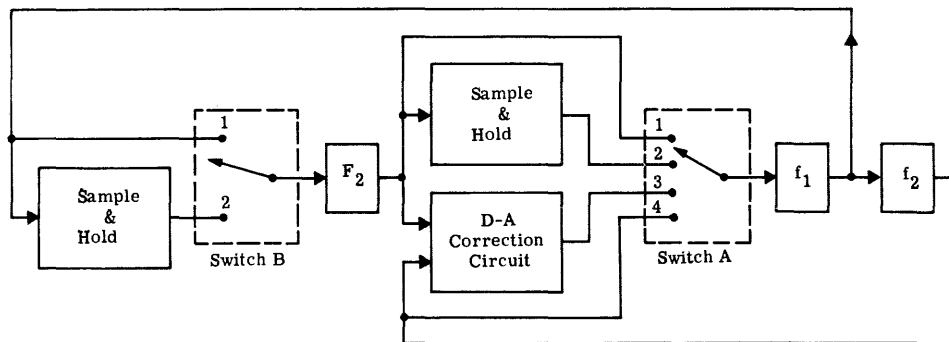 Sample
&
Hold
1
2
Switch B
F₂
Sample
&
Hold
D-A
Correction
Circuit
1
2
3
4
Switch A
f₁
f₂